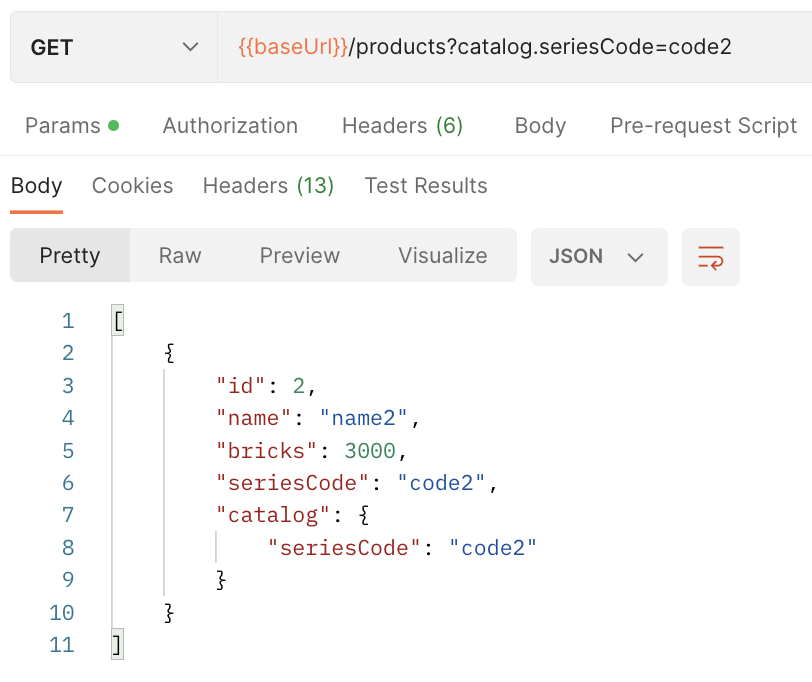 GET {{baseUrl}}/products?catalog.seriesCode=code2
Params Authorization Headers (6) Body Pre-request Script
Body Cookies Headers (13) Test Results
Pretty Raw Preview Visualize JSON
1 [
2 {
3 "id": 2,
4 "name": "name2",
5 "bricks": 3000,
6 "seriesCode": "code2",
7 "catalog": {
8 "seriesCode": "code2"
9 }
10 }
11 ]